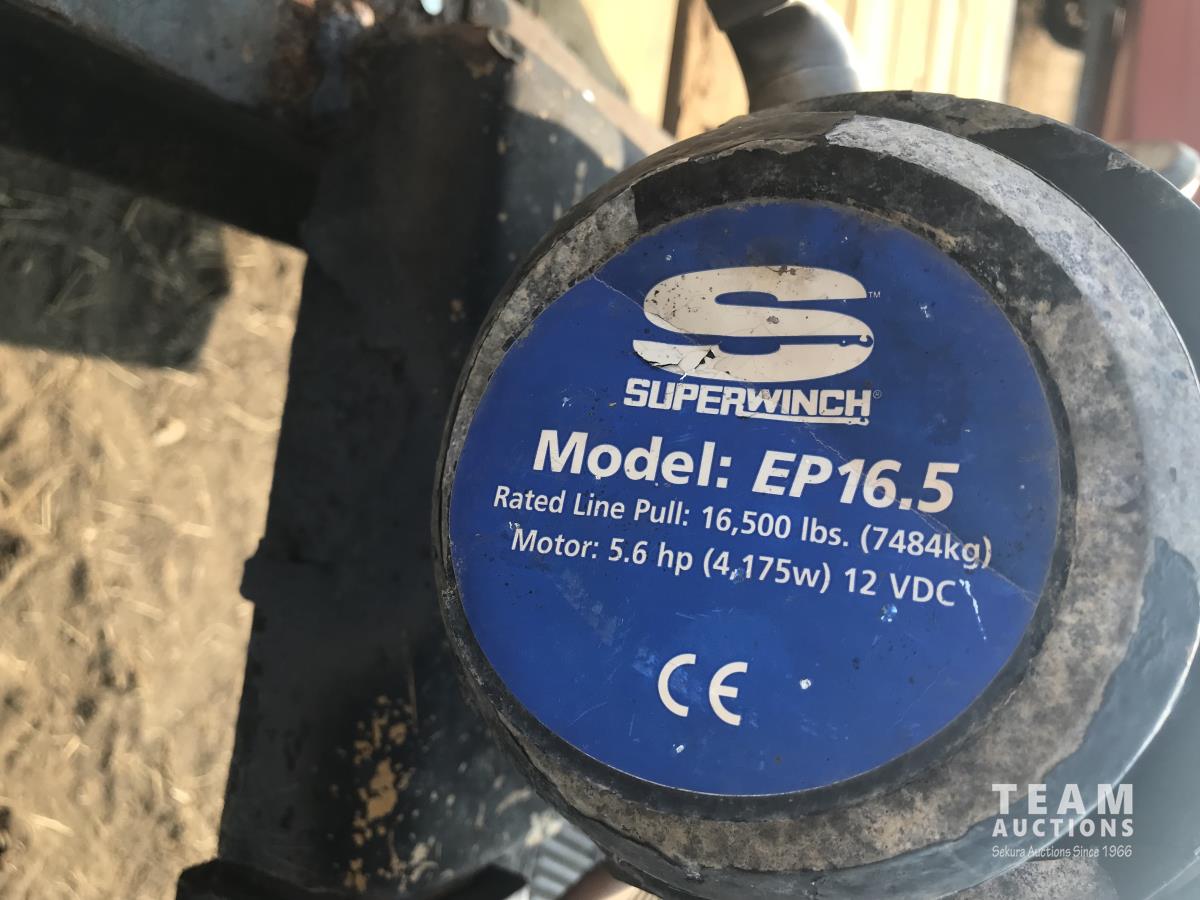 S™
SUPERWINCH®
Model: EP16.5
Rated Line Pull: 16,500 lbs. (7484kg)
Motor: 5.6 hp (4,175w) 12 VDC
CE
TEAM
AUCTIONS
Sekura Auctions Since 1966